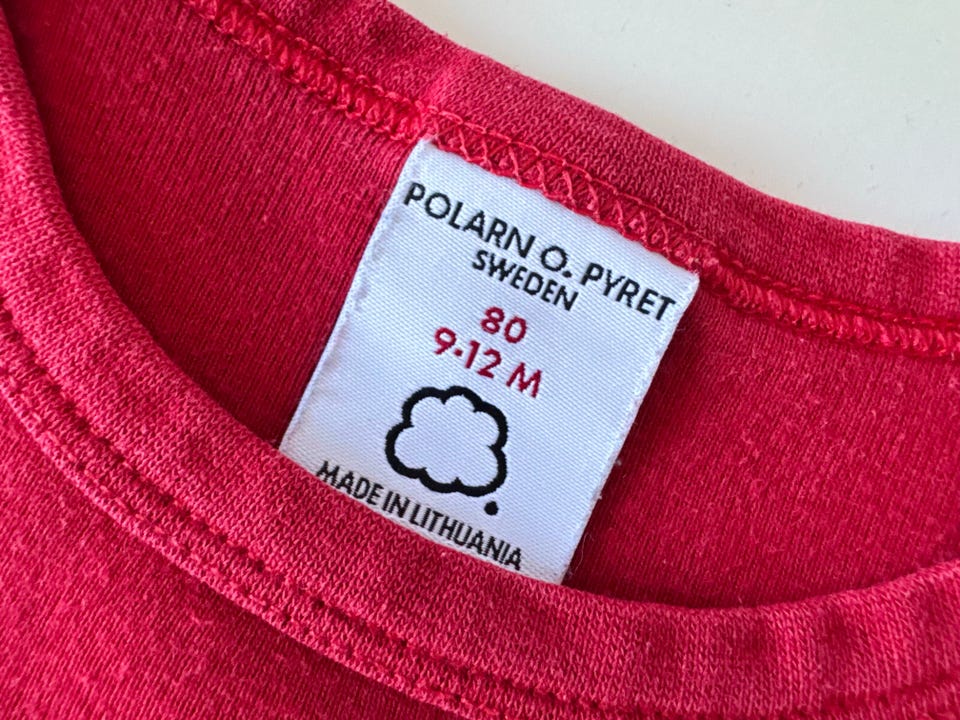 POLARN O. PYRET
SWEDEN
80
9-12 M
MADE IN LITHUANIA